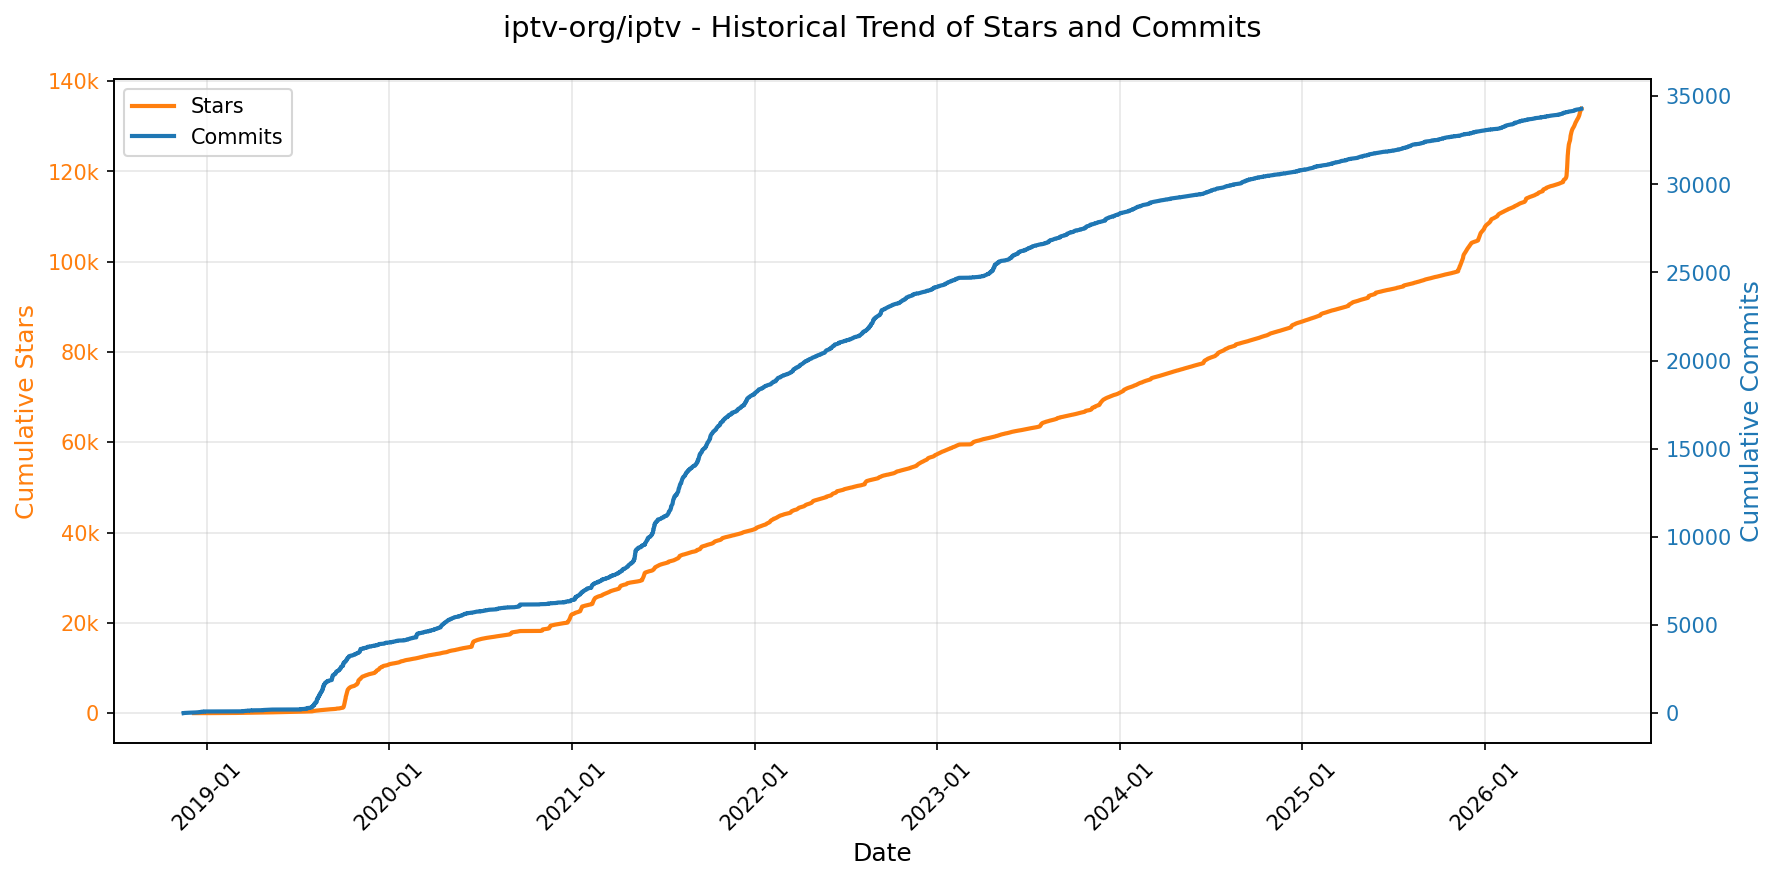 iptv-org/iptv - Historical Trend of Stars and Commits
Stars
Commits
140k
120k
100k
80k
60k
40k
20k
0
Cumulative Stars
35000
30000
25000
20000
15000
10000
5000
0
Cumulative Commits
2019-01
2020-01
2021-01
2022-01
2023-01
2024-01
2025-01
2026-01
Date